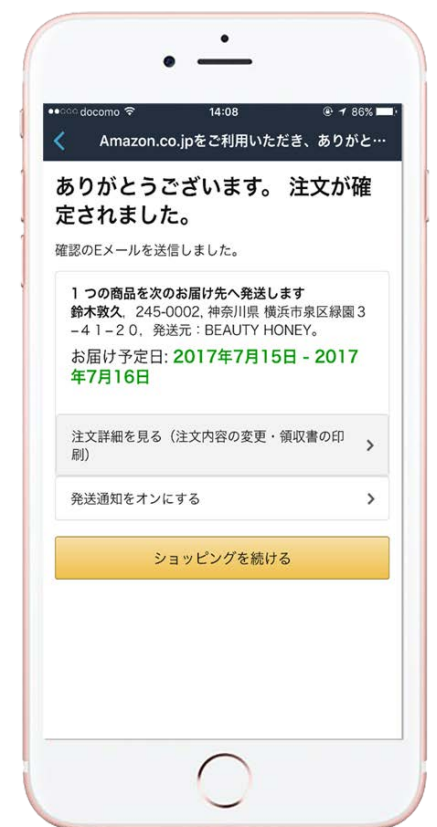 docomo 14:08 86%
Amazon.co.jpをご利用いただき、ありがと…
ありがとうございます。 注文が確
定されました。
確認のEメールを送信しました。
1 つの商品を次のお届け先へ発送します
鈴木敦久, 245-0002, 神奈川県 横浜市泉区緑園３
−４１−２０, 発送元：BEAUTY HONEY。
お届け予定日: 2017年7月15日 - 2017
年7月16日
注文詳細を見る（注文内容の変更・領収書の印
刷）
発送通知をオンにする
ショッピングを続ける